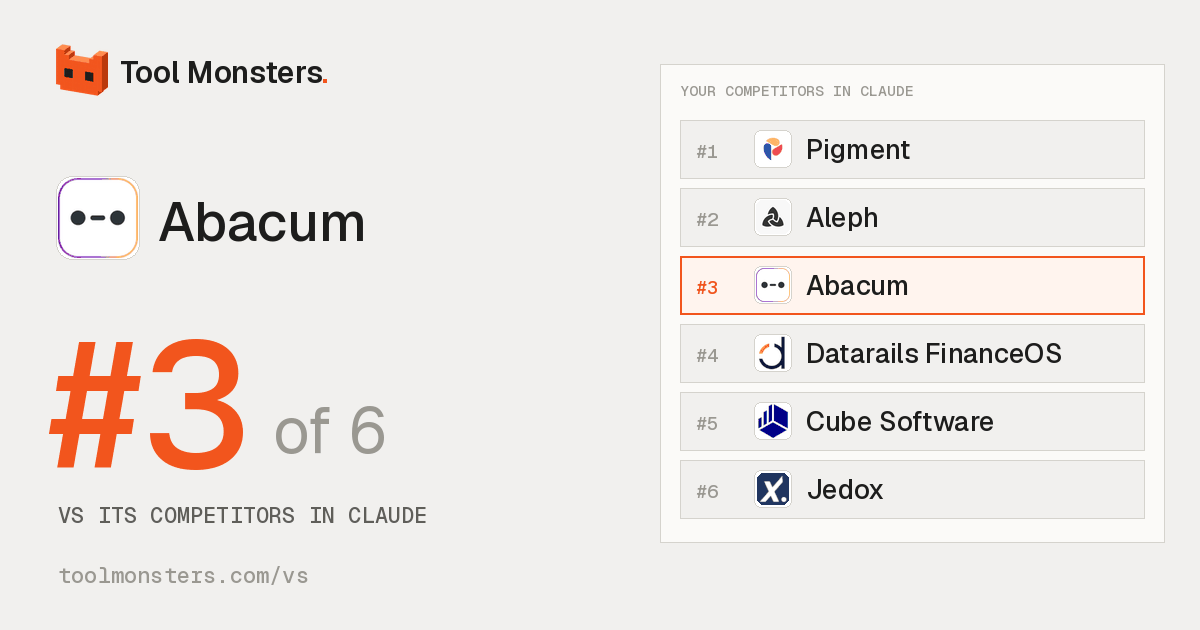 Tool Monsters.
Abacum
#3 of 6
VS ITS COMPETITORS IN CLAUDE
toolmonsters.com/vs
YOUR COMPETITORS IN CLAUDE
#1 Pigment
#2 Aleph
#3 Abacum
#4 Datarails FinanceOS
#5 Cube Software
#6 Jedox